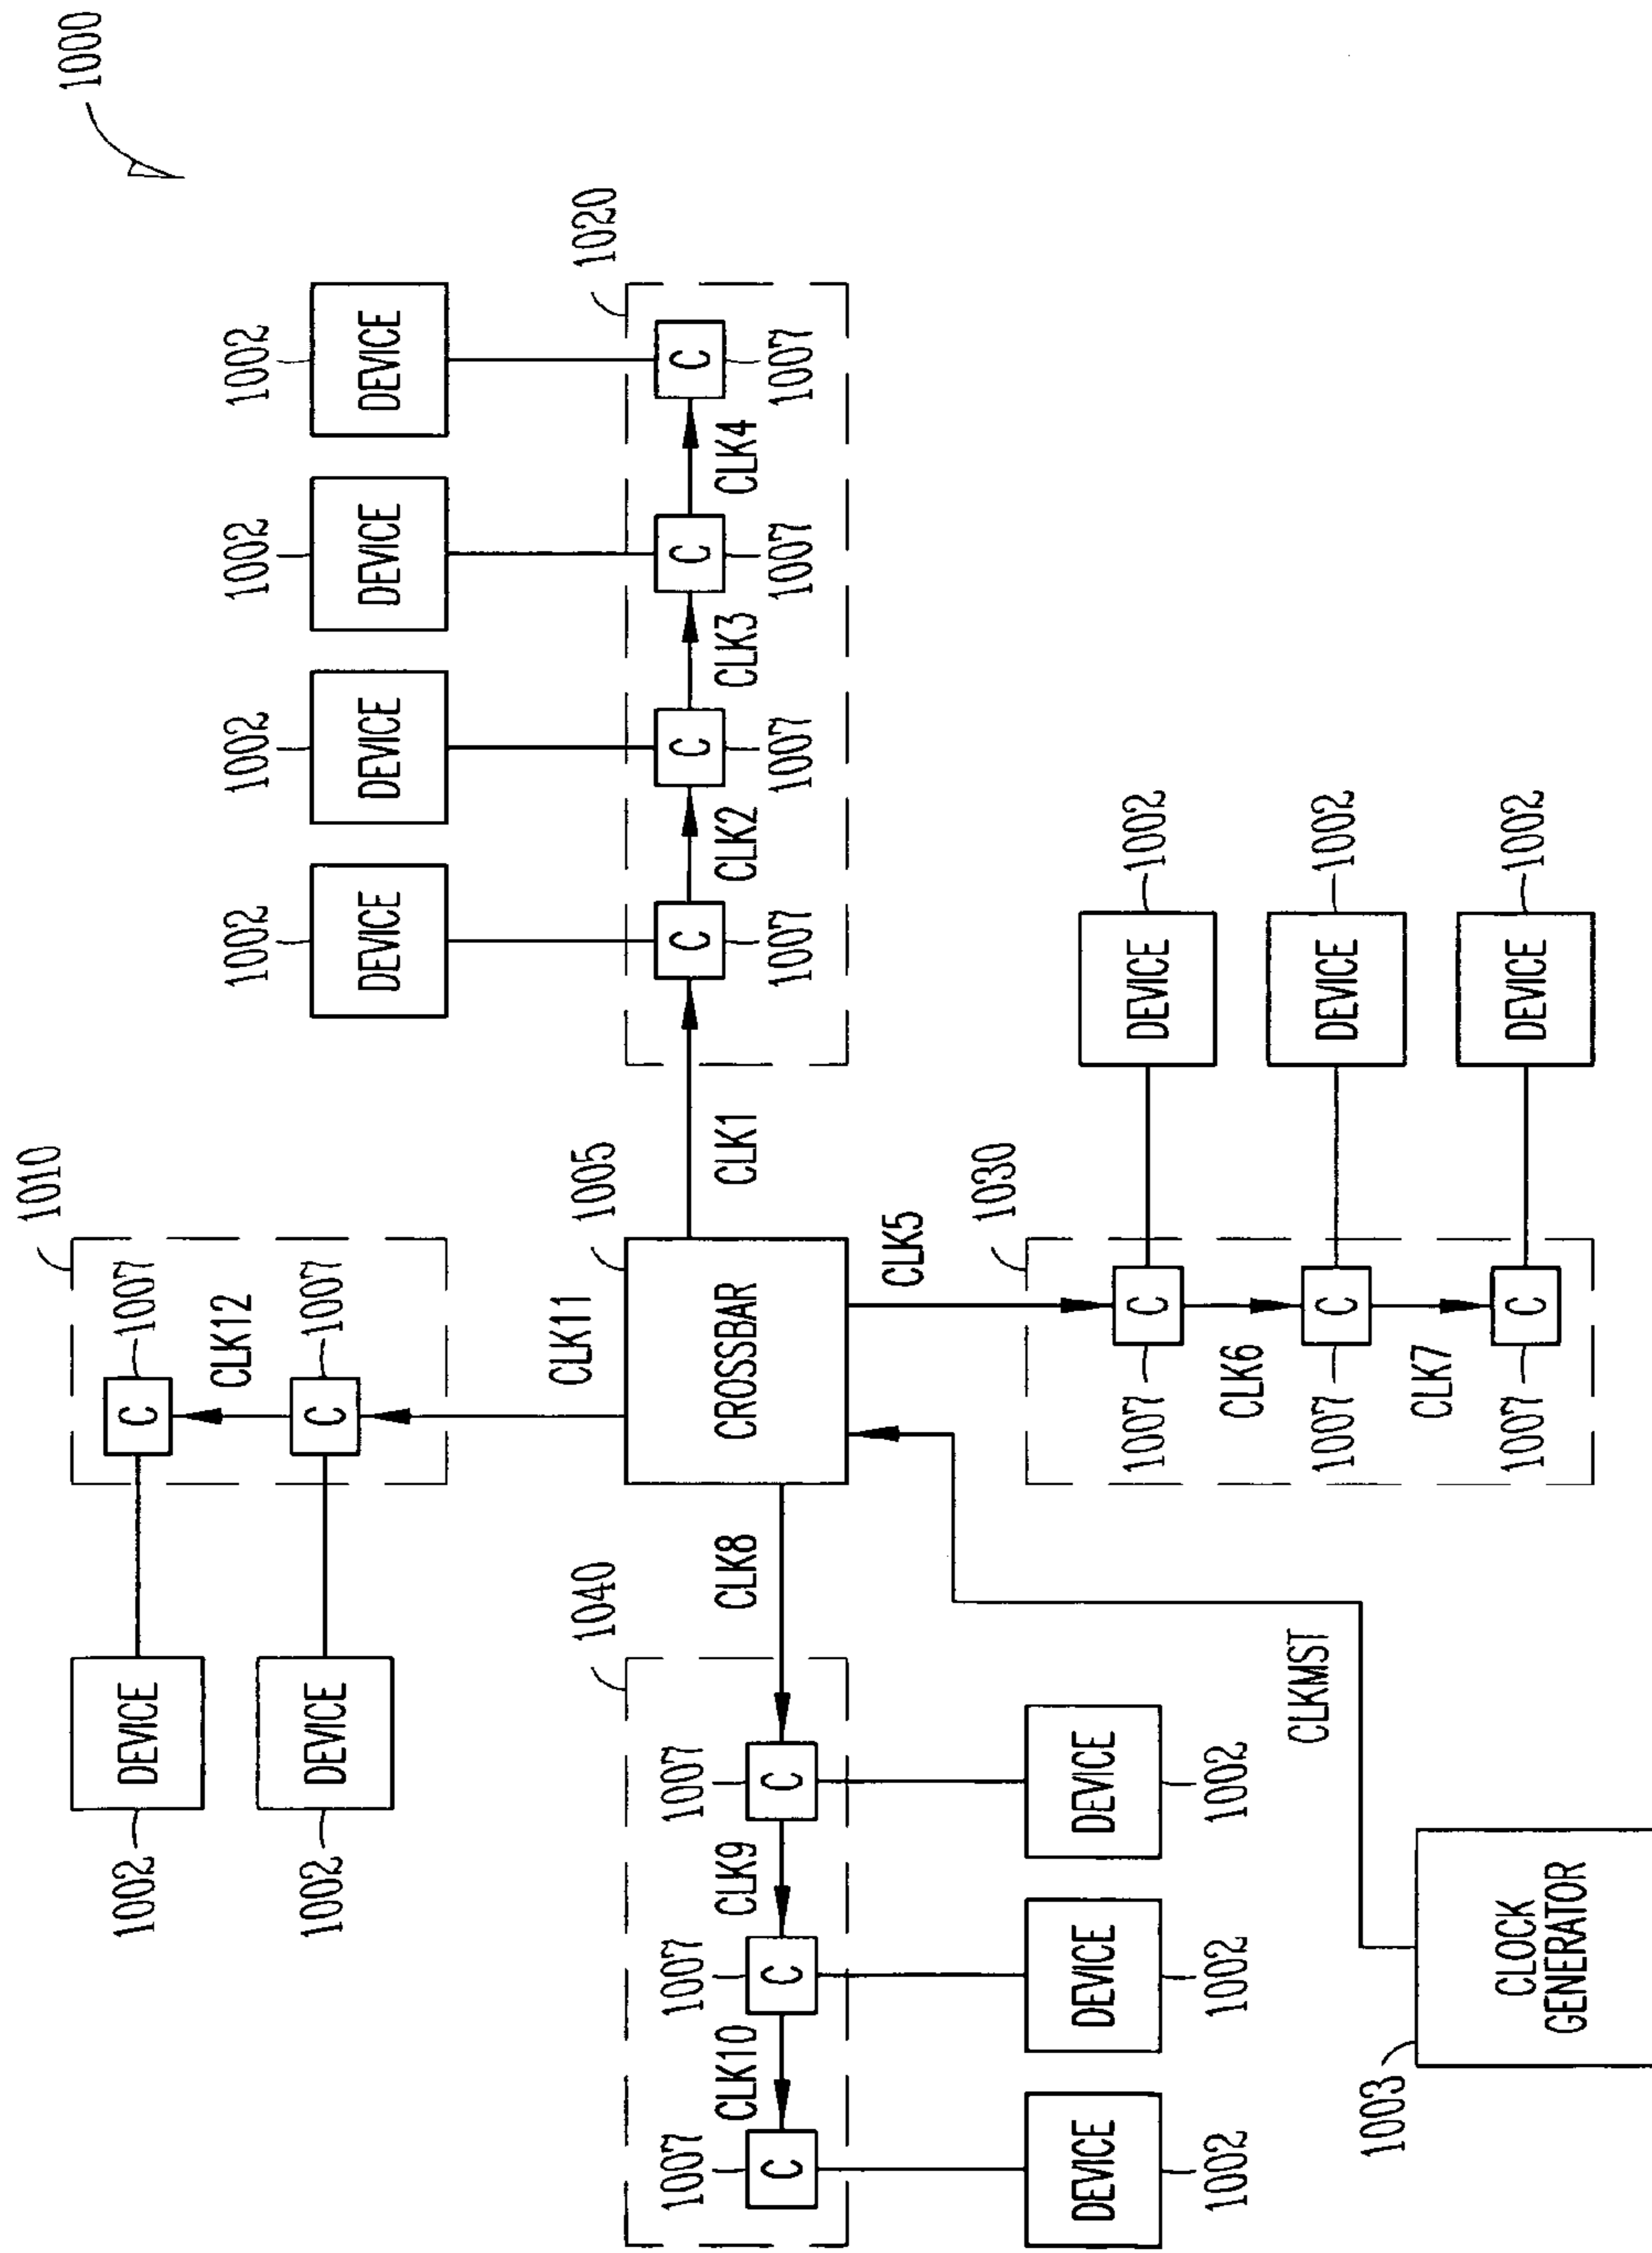 1000
1010
1007
CLK12
1007
DEVICE
1002
DEVICE
1002
CLK11
1005
CROSSBAR
CLK1
1020
1002
DEVICE
1002
DEVICE
1002
DEVICE
1002
DEVICE
C
C
C
C
C
C
CLK2
CLK3
CLK4
1007
1007
1007
1007
1040
CLK8
1007
1007
1007
C
C
C
CLK9
CLK10
DEVICE
DEVICE
DEVICE
1002
1002
1002
CLK5
1030
C
C
C
1007
CLK6
1007
CLK7
1007
DEVICE
1002
DEVICE
1002
DEVICE
1002
CLKMST
1003
CLOCK
GENERATOR